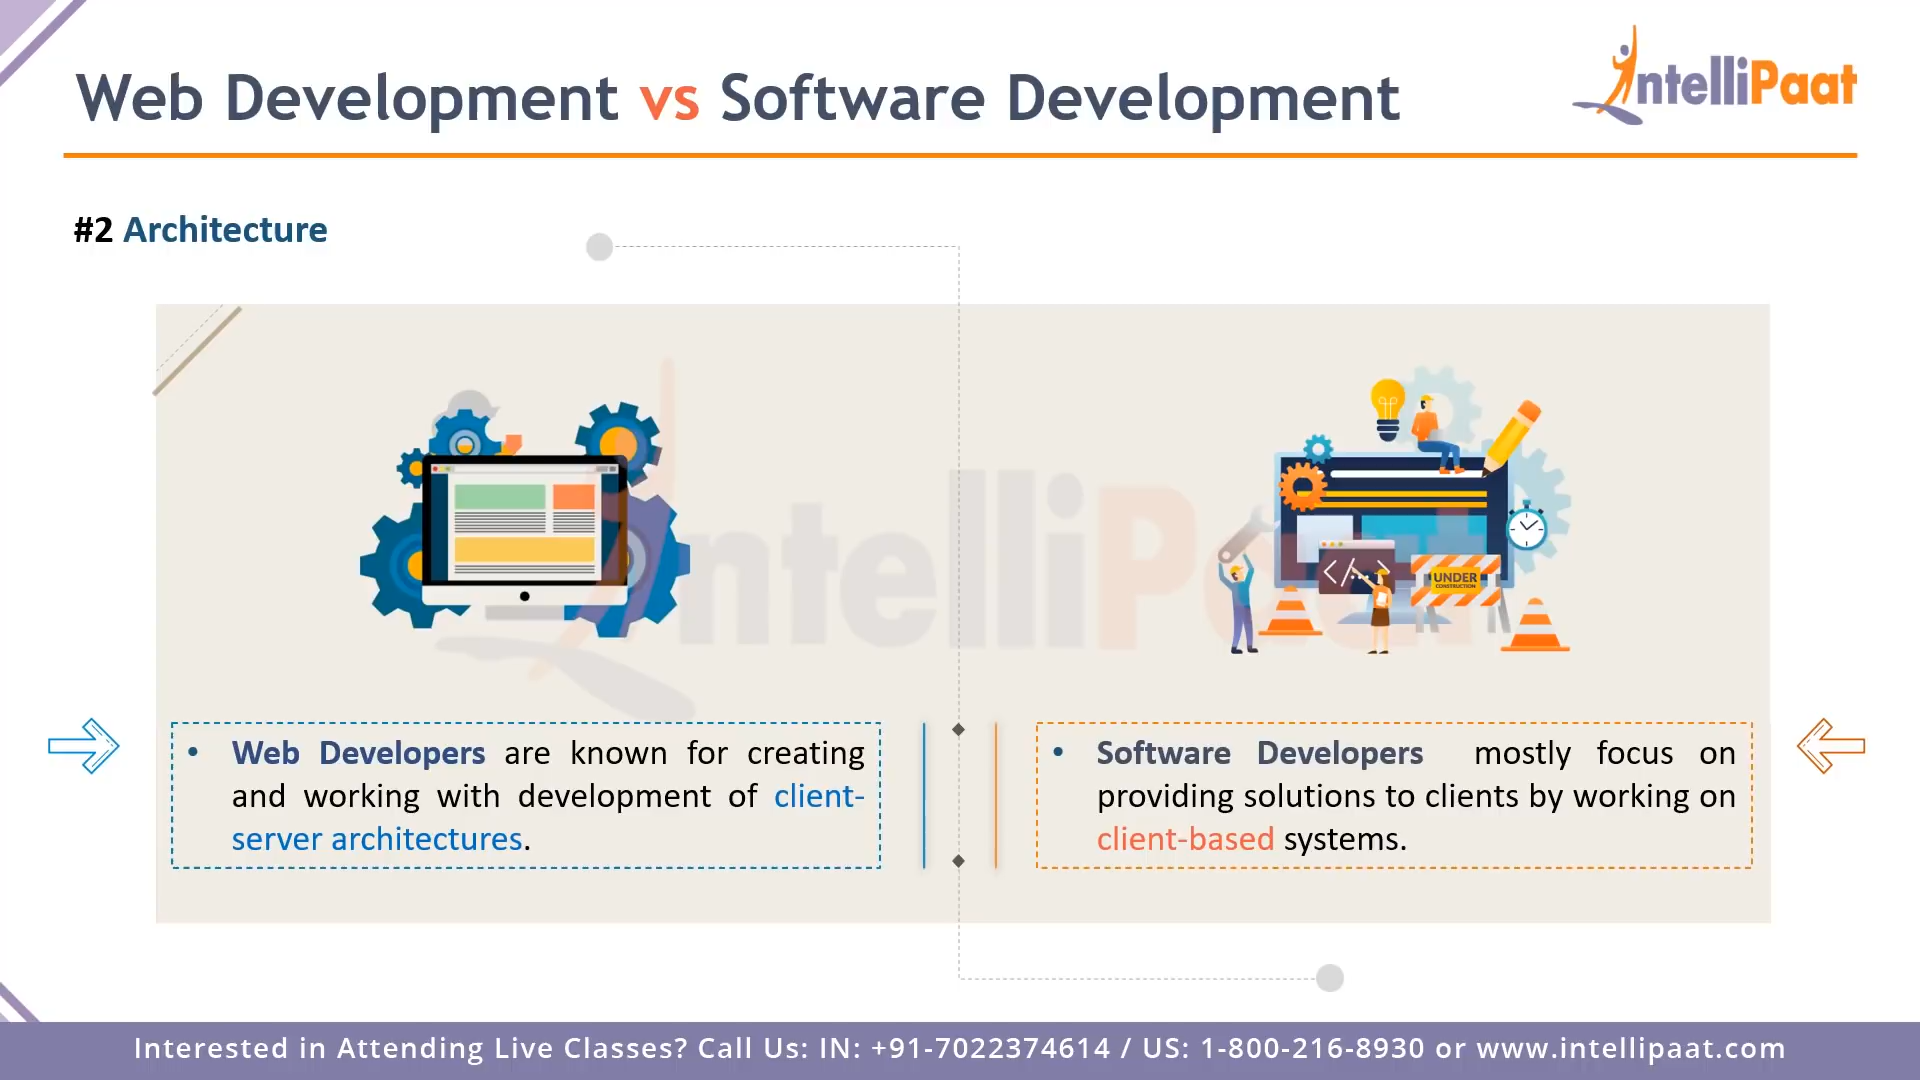 Web Development vs Software Development
IntelliPaat
#2 Architecture
IntelliPaat
</>
UNDER
CONSTRUCTION
• Web Developers are known for creating
and working with development of client-
server architectures.
• Software Developers mostly focus on
providing solutions to clients by working on
client-based systems.
Interested in Attending Live Classes? Call Us: IN: +91-7022374614 / US: 1-800-216-8930 or www.intellipaat.com